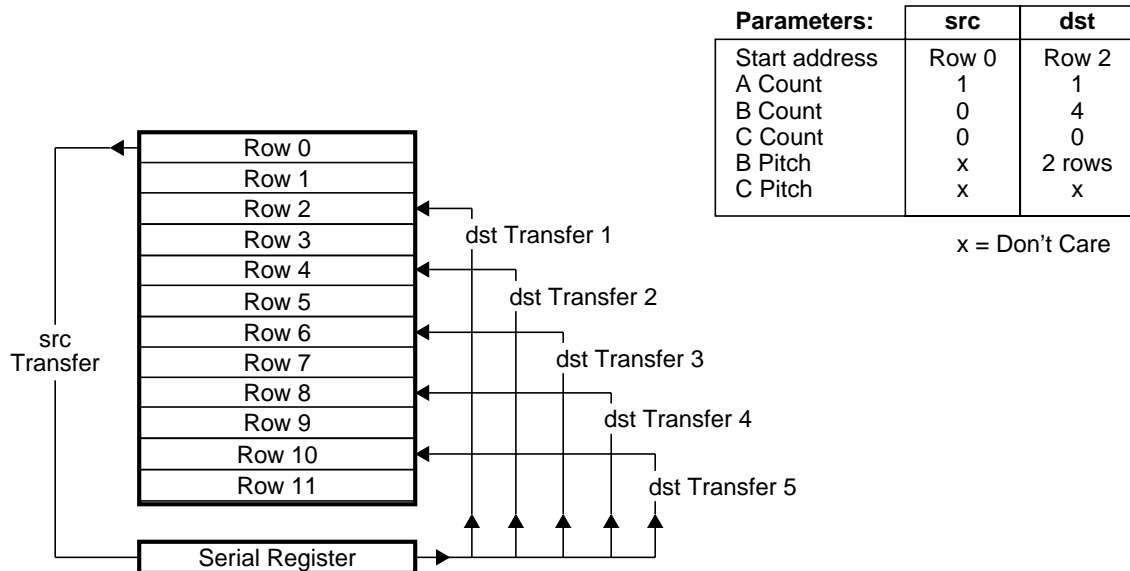 Parameters: src dst
Start address Row 0 Row 2
A Count 1 1
B Count 0 4
C Count 0 0
B Pitch x 2 rows
C Pitch x x
x = Don't Care
Row 0
Row 1
Row 2
Row 3
Row 4
Row 5
Row 6
Row 7
Row 8
Row 9
Row 10
Row 11
src
Transfer
dst Transfer 1
dst Transfer 2
dst Transfer 3
dst Transfer 4
dst Transfer 5
Serial Register